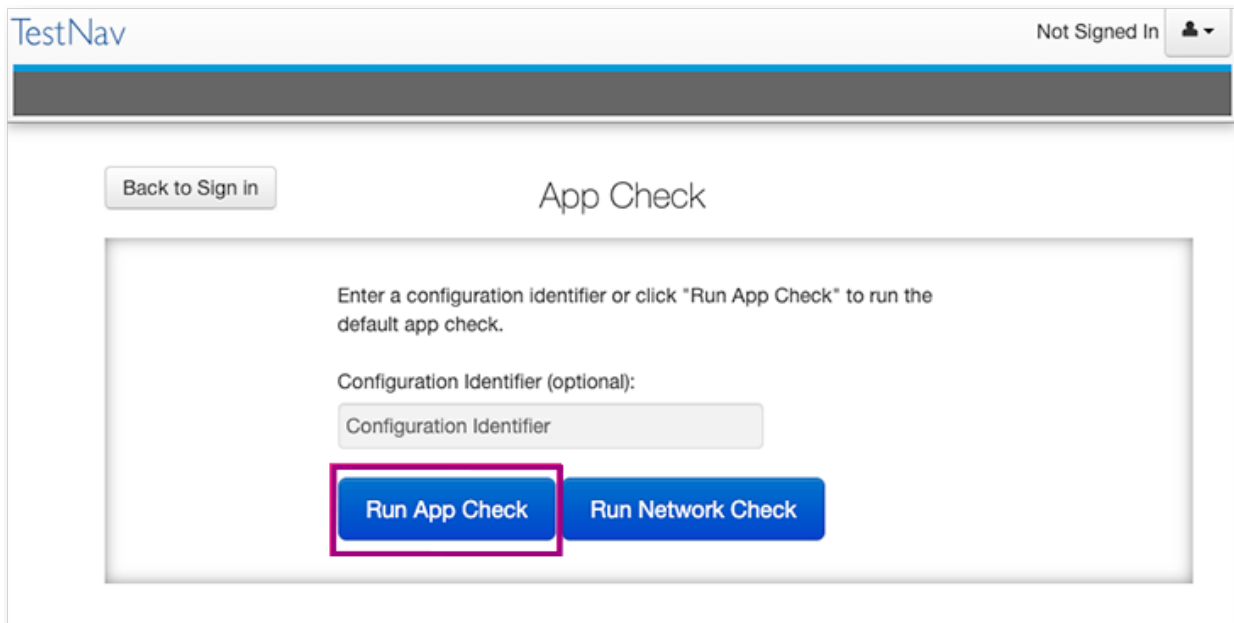 TestNav
Not Signed In
Back to Sign in
App Check
Enter a configuration identifier or click "Run App Check" to run the
default app check.
Configuration Identifier (optional):
Configuration Identifier
Run App Check
Run Network Check